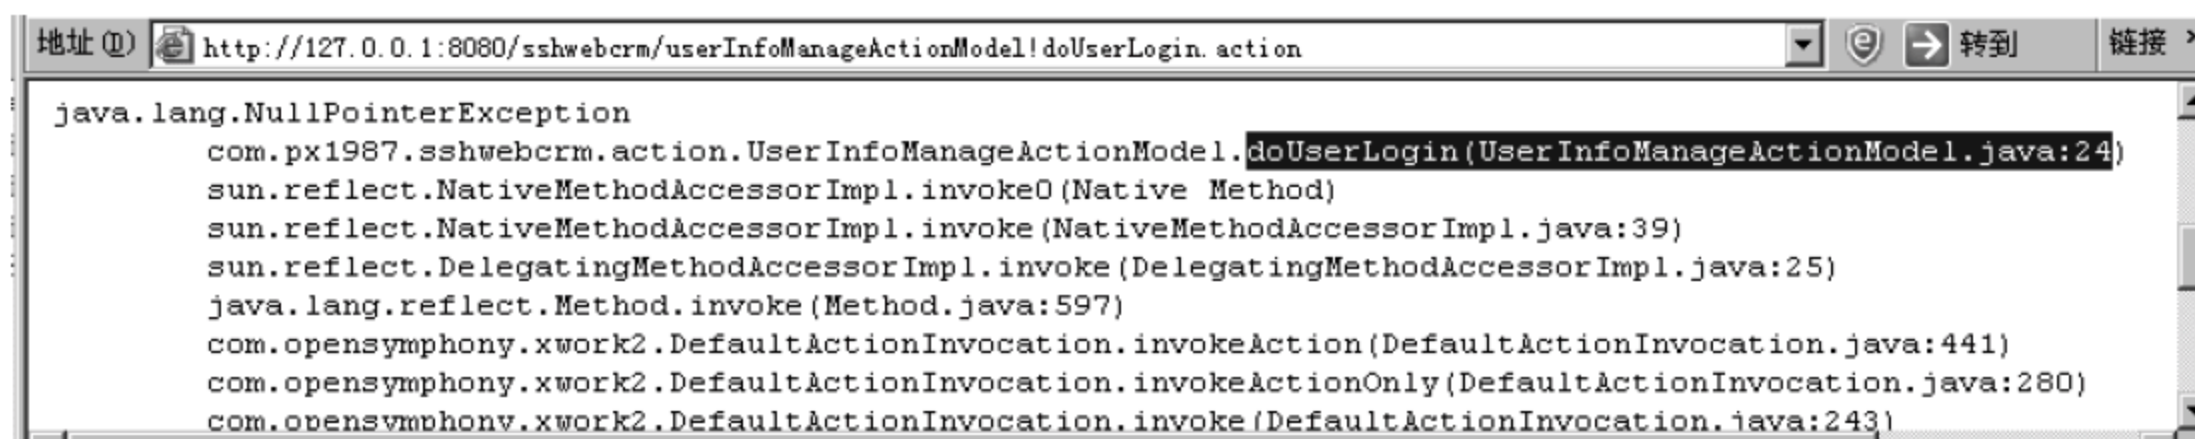 地址(D) http://127.0.0.1:8080/sshwebcrm/userInfoManageActionModel!doUserLogin.action 转到 链接 »
java.lang.NullPointerException
com.px1987.sshwebcrm.action.UserInfoManageActionModel.doUserLogin(UserInfoManageActionModel.java:24)
sun.reflect.NativeMethodAccessorImpl.invoke0(Native Method)
sun.reflect.NativeMethodAccessorImpl.invoke(NativeMethodAccessorImpl.java:39)
sun.reflect.DelegatingMethodAccessorImpl.invoke(DelegatingMethodAccessorImpl.java:25)
java.lang.reflect.Method.invoke(Method.java:597)
com.opensymphony.xwork2.DefaultActionInvocation.invokeAction(DefaultActionInvocation.java:441)
com.opensymphony.xwork2.DefaultActionInvocation.invokeActionOnly(DefaultActionInvocation.java:280)
com.opensymphony.xwork2.DefaultActionInvocation.invoke(DefaultActionInvocation.java:243)